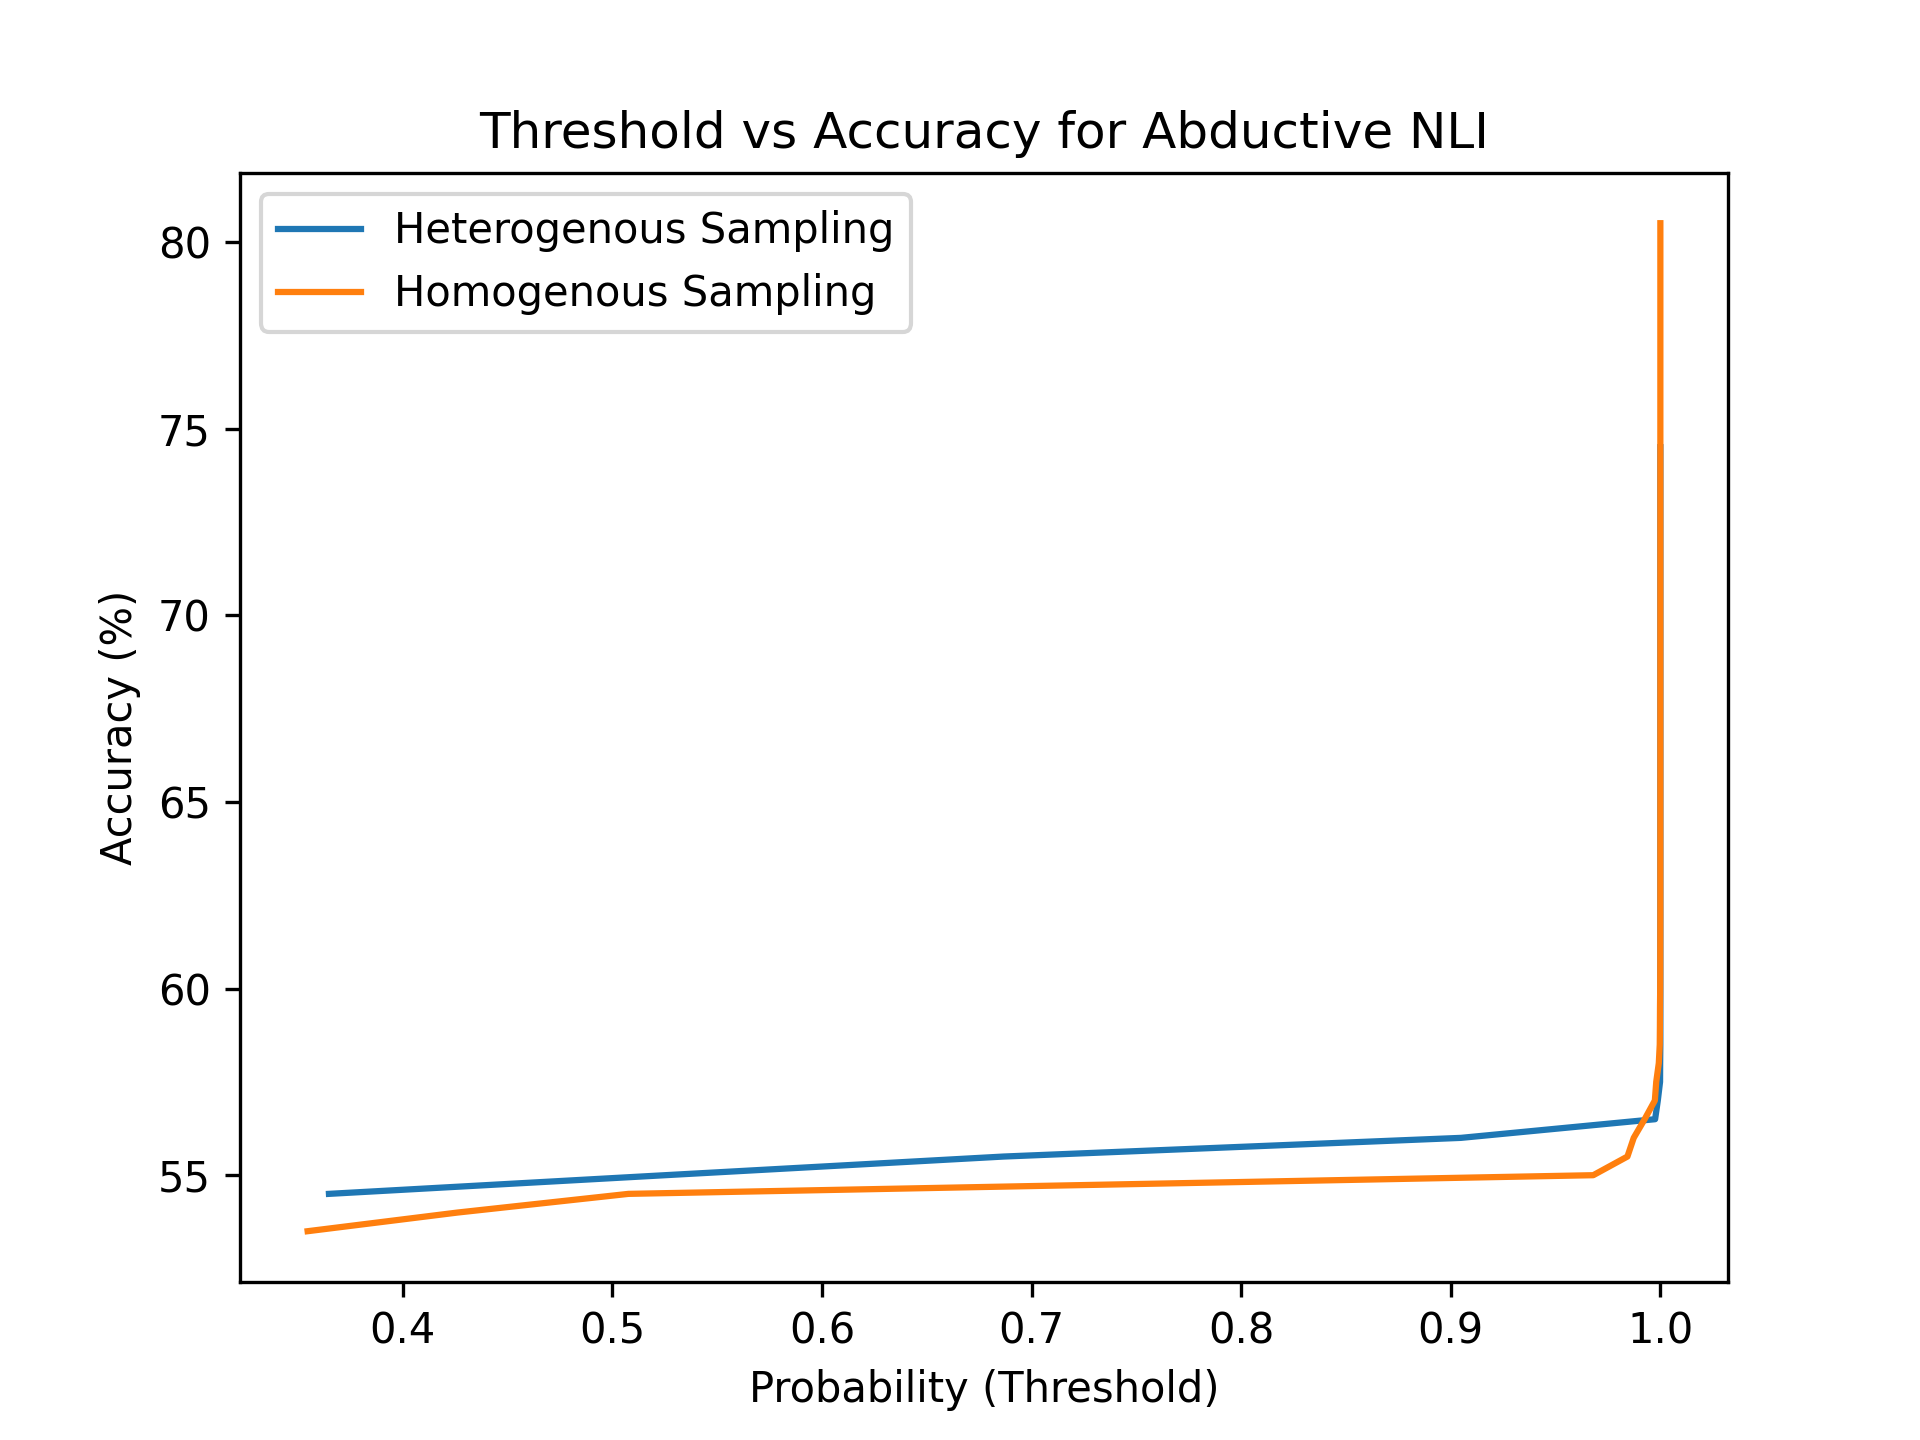 Threshold vs Accuracy for Abductive NLI
Heterogenous Sampling
Homogenous Sampling
80
75
70
65
60
55
Accuracy (%)
0.4 0.5 0.6 0.7 0.8 0.9 1.0
Probability (Threshold)